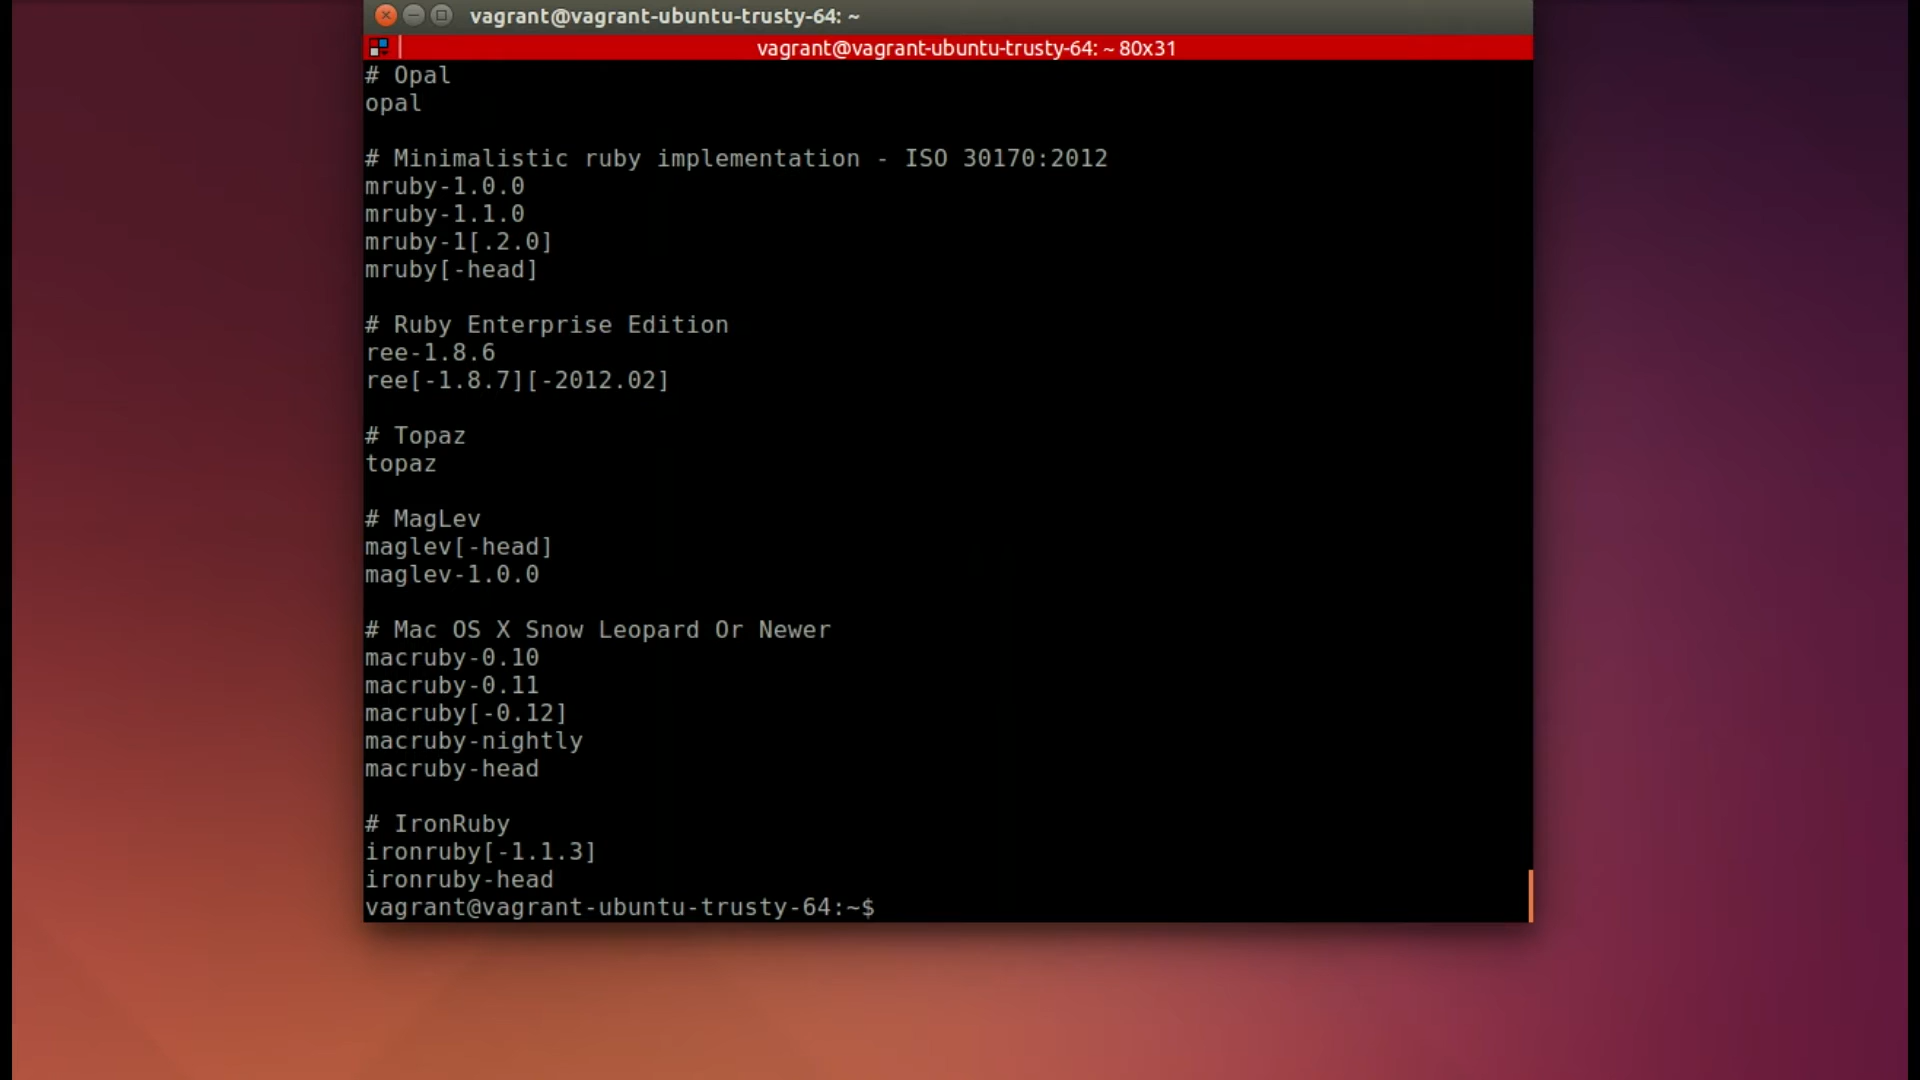 vagrant@vagrant-ubuntu-trusty-64: ~
vagrant@vagrant-ubuntu-trusty-64: ~ 80x31
# Opal
opal
# Minimalistic ruby implementation - ISO 30170:2012
mruby-1.0.0
mruby-1.1.0
mruby-1[.2.0]
mruby[-head]
# Ruby Enterprise Edition
ree-1.8.6
ree[-1.8.7][-2012.02]
# Topaz
topaz
# MagLev
maglev[-head]
maglev-1.0.0
# Mac OS X Snow Leopard Or Newer
macruby-0.10
macruby-0.11
macruby[-0.12]
macruby-nightly
macruby-head
# IronRuby
ironruby[-1.1.3]
ironruby-head
vagrant@vagrant-ubuntu-trusty-64:~$